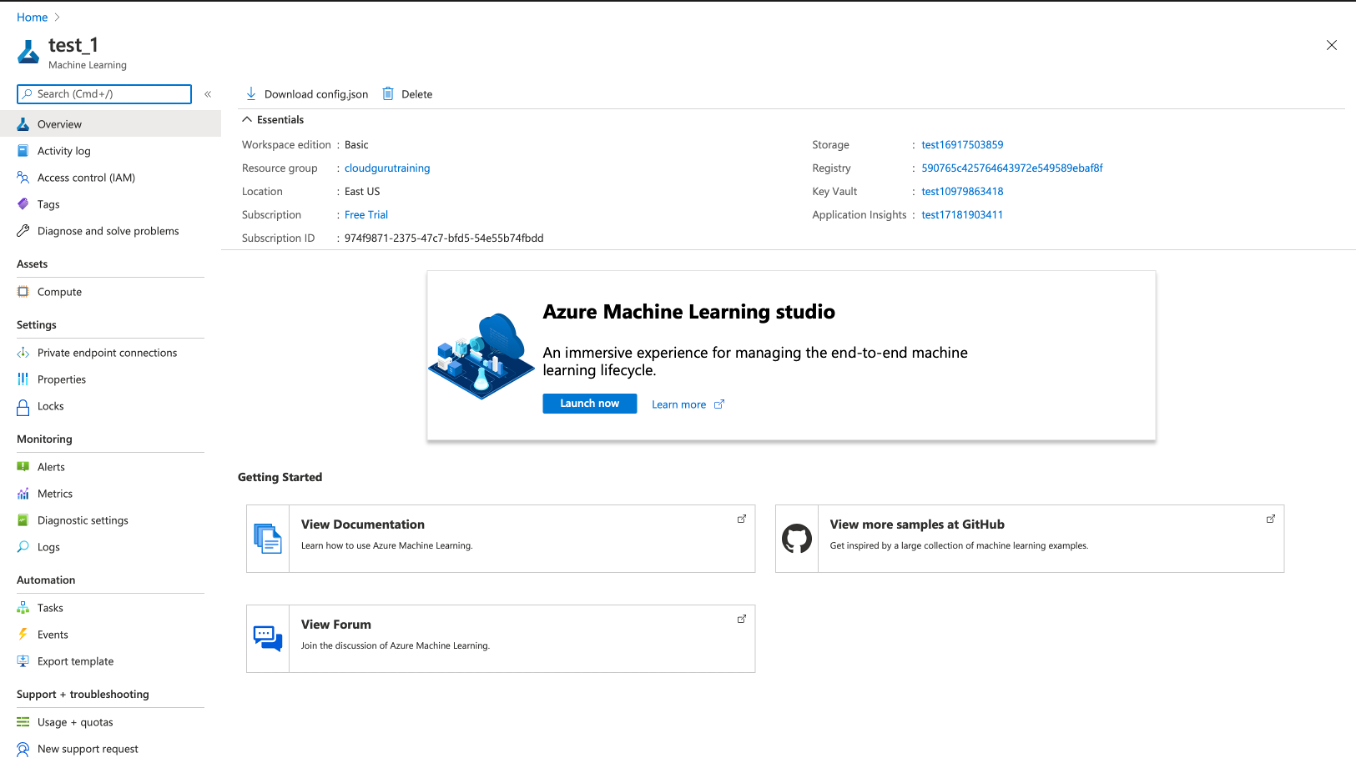 Home
test_1
Machine Learning
Search (Cmd+/)
«
Overview
Activity log
Access control (IAM)
Tags
Diagnose and solve problems
Assets
Compute
Settings
Private endpoint connections
Properties
Locks
Monitoring
Alerts
Metrics
Diagnostic settings
Logs
Automation
Tasks
Events
Export template
Support + troubleshooting
Usage + quotas
New support request
Download config.json Delete
Essentials
Workspace edition : Basic
Resource group : cloudgurutraining
Location : East US
Subscription : Free Trial
Subscription ID : 974f9871-2375-47c7-bfd5-54e55b74fbdd
Storage : test16917503859
Registry : 590765c425764643972e549589ebaf8f
Key Vault : test10979863418
Application Insights : test17181903411
Azure Machine Learning studio
An immersive experience for managing the end-to-end machine
learning lifecycle.
Launch now Learn more
Getting Started
View Documentation
Learn how to use Azure Machine Learning.
View more samples at GitHub
Get inspired by a large collection of machine learning examples.
View Forum
Join the discussion of Azure Machine Learning.